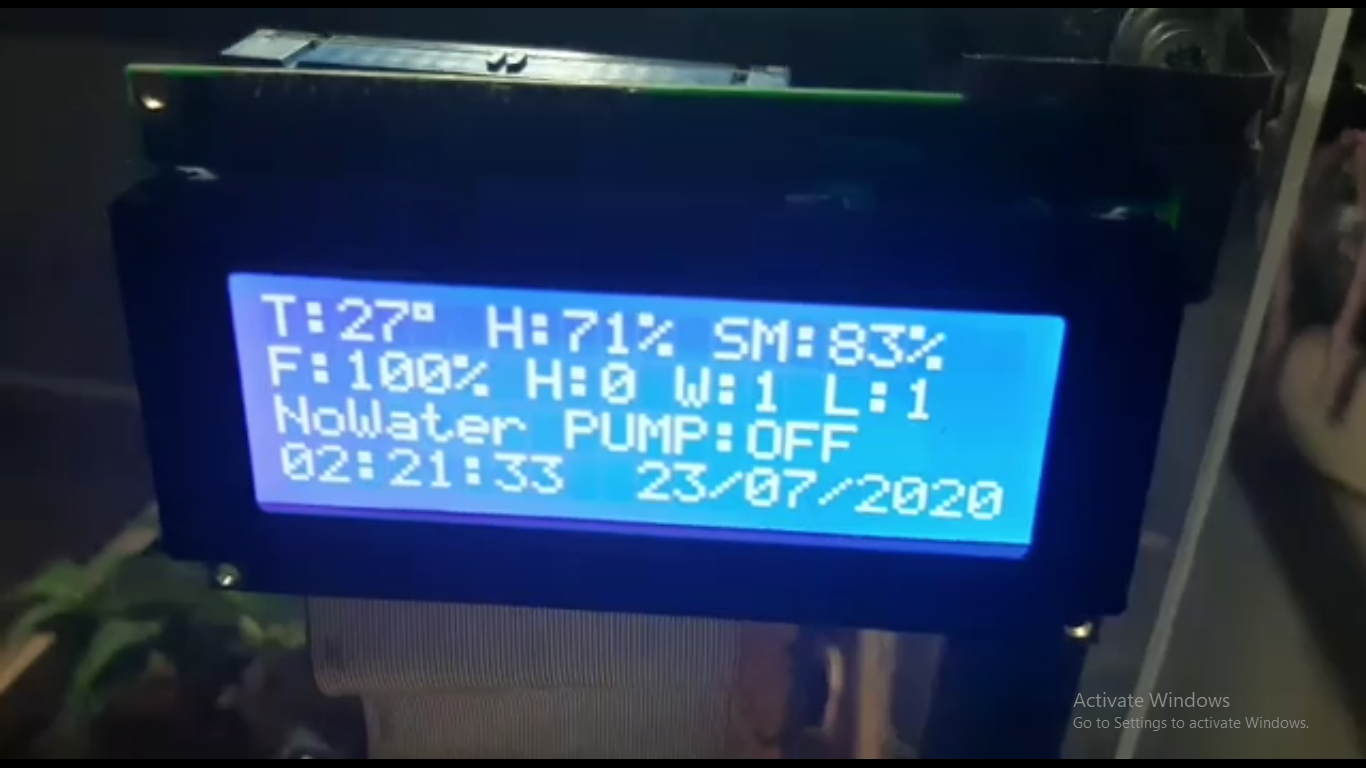 T:27° H:71% SM:83%
F:100% H:0 W:1 L:1
NoWater PUMP:OFF
02:21:33 23/07/2020
Activate Windows
Go to Settings to activate Windows.